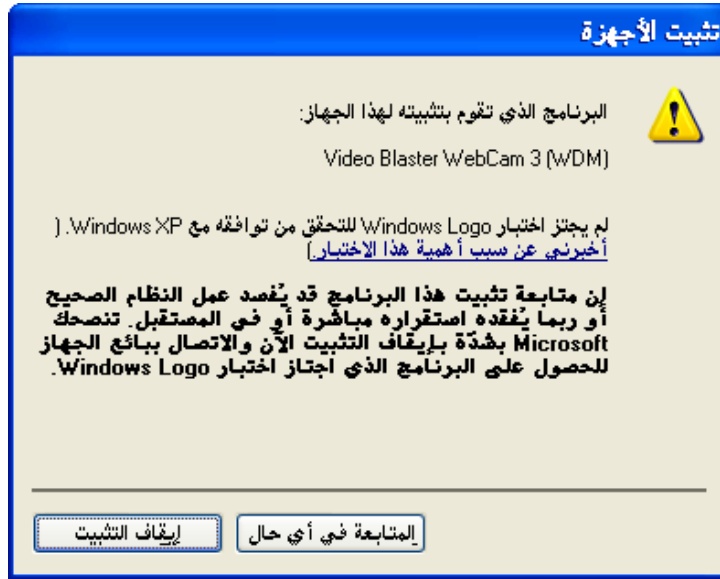 تثبيت الأجهزة
البرنامج الذي تقوم بتثبيته لهذا الجهاز:
Video Blaster WebCam 3 (WDM)
لم يجتز اختبار Windows Logo للتحقق من توافقه مع Windows XP. (
أخبرني عن سبب أهمية هذا الاختبار.)
إن متابعة تثبيت هذا البرنامج قد يُفسد عمل النظام الصحيح
أو ربما يُفقده استقراره مباشرة أو في المستقبل. تنصحك
Microsoft بشدّة بإيقاف التثبيت الآن والاتصال ببائع الجهاز
للحصول على البرنامج الذي اجتاز اختبار Windows Logo.
المتابعة في أي حال
إيقاف التثبيت